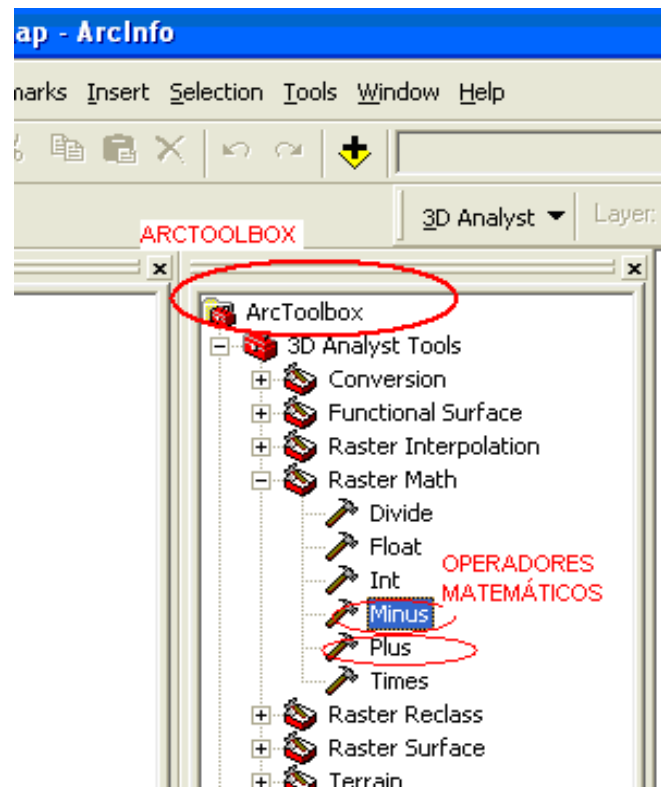 ap - ArcInfo
marks Insert Selection Tools Window Help
3D Analyst Layer:
ARCTOOLBOX
ArcToolbox
3D Analyst Tools
Conversion
Functional Surface
Raster Interpolation
Raster Math
Divide
Float
Int
OPERADORES
MATEMÁTICOS
Minus
Plus
Times
Raster Reclass
Raster Surface
Terrain